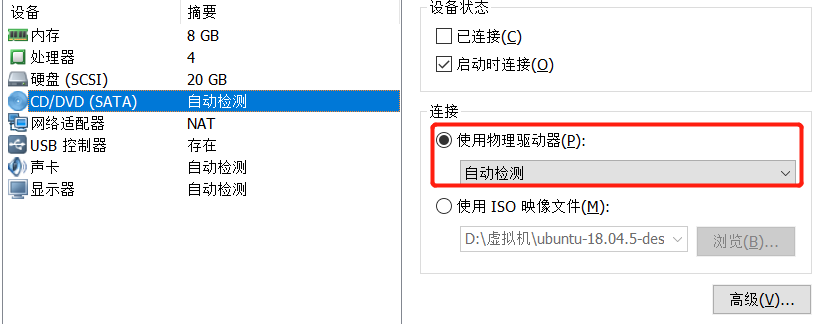 设备 摘要
内存 8 GB
处理器 4
硬盘 (SCSI) 20 GB
CD/DVD (SATA) 自动检测
网络适配器 NAT
USB 控制器 存在
声卡 自动检测
显示器 自动检测
设备状态
已连接(C)
启动时连接(O)
连接
使用物理驱动器(P):
自动检测
使用 ISO 映像文件(M):
D:\虚拟机\ubuntu-18.04.5-des
浏览(B)...
高级(V)...